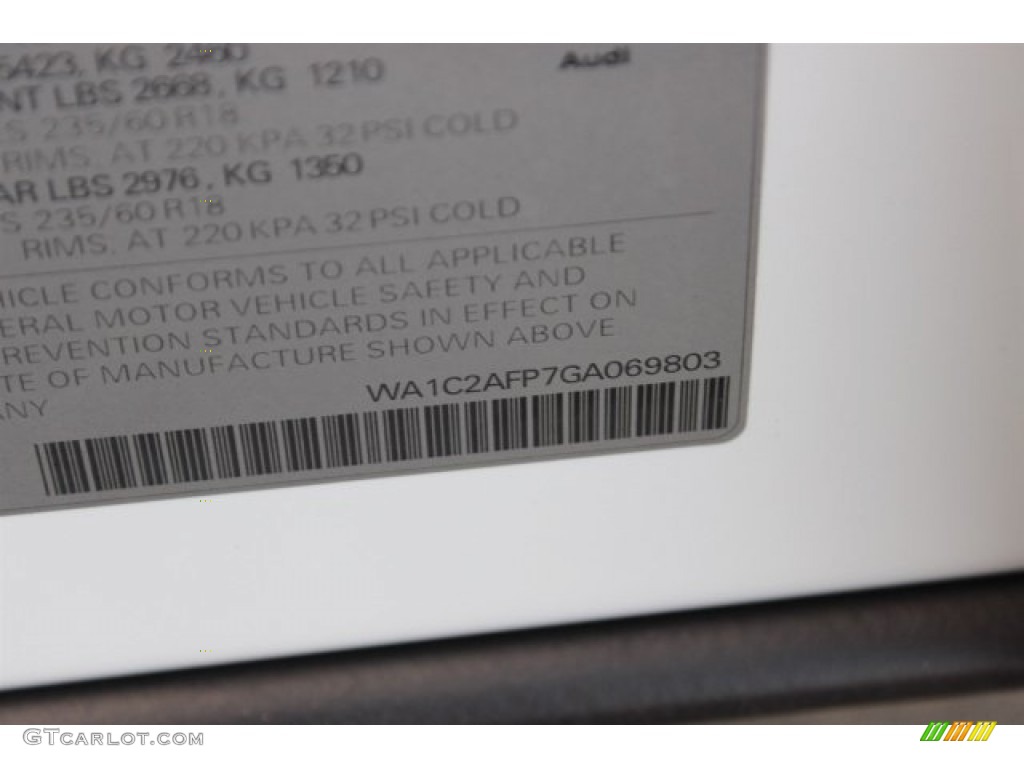 5423, KG 2460
Audi
NT LBS 2668, KG 1210
S 235/60 R18
RIMS, AT 220 KPA 32 PSI COLD
AR LBS 2976, KG 1350
S 235/60 R18
RIMS, AT 220 KPA 32 PSI COLD
HICLE CONFORMS TO ALL APPLICABLE
ERAL MOTOR VEHICLE SAFETY AND
REVENTION STANDARDS IN EFFECT ON
TE OF MANUFACTURE SHOWN ABOVE
ANY
WA1C2AFP7GA069803
GTcarlot.com